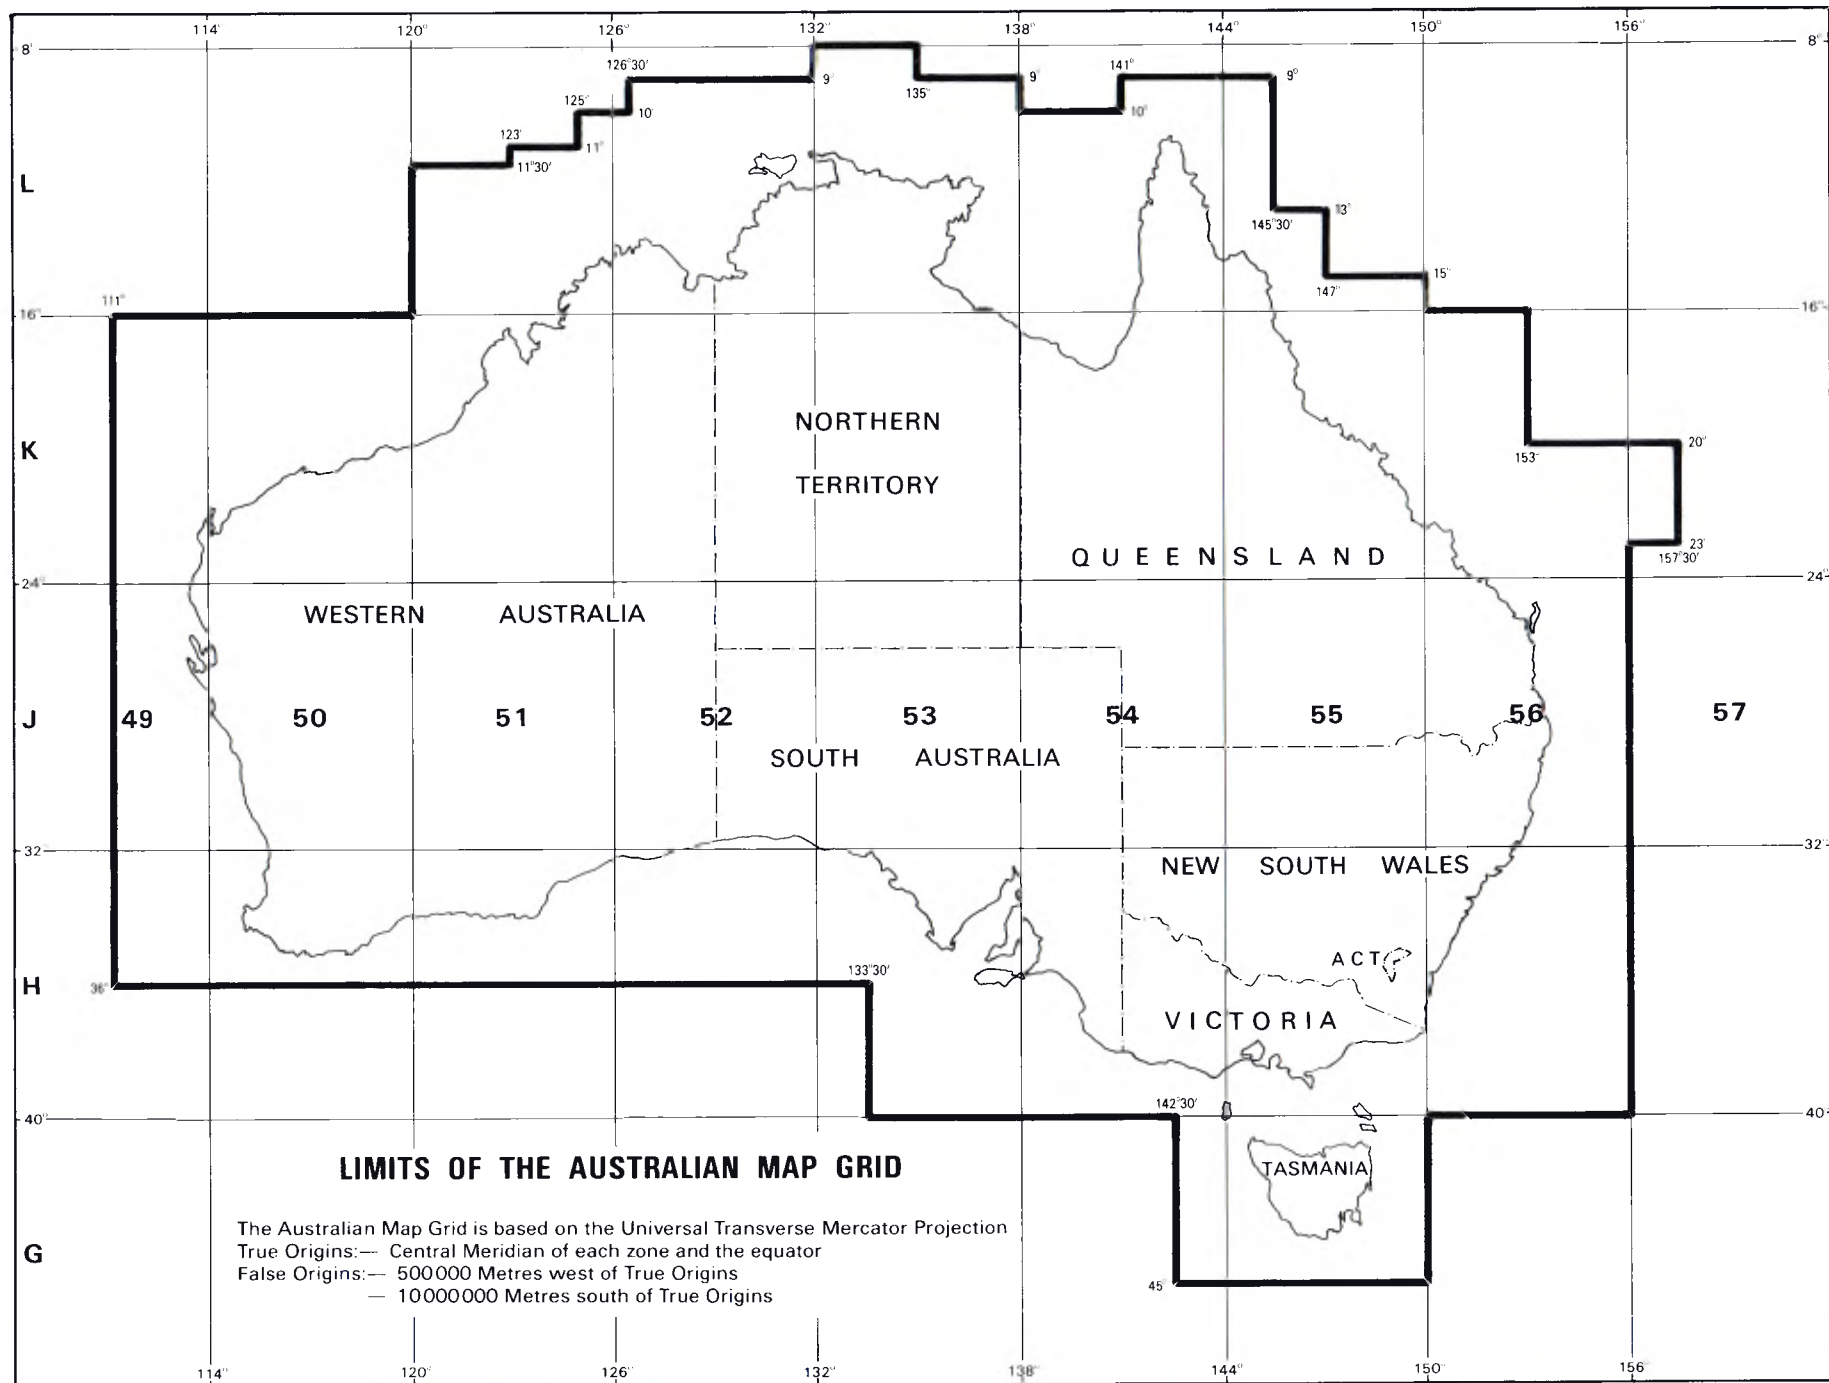 114° 120° 126° 132° 138° 144° 150° 156°
8° 8°
126°30' 9° 135° 9° 141° 9°
125° 10° 10°
123° 11°
11°30'
L
145°30' 13°
147° 15°
111°
16° 16°
NORTHERN
K
153° 20°
TERRITORY
23°
157°30'
QUEENSLAND
24° 24°
WESTERN AUSTRALIA
J 49 50 51 52 53 54 55 56 57
SOUTH AUSTRALIA
32° 32°
NEW SOUTH WALES
ACT
133°30'
H
36°
VICTORIA
142°30'
40° 40°
LIMITS OF THE AUSTRALIAN MAP GRID
TASMANIA
The Australian Map Grid is based on the Universal Transverse Mercator Projection
True Origins:— Central Meridian of each zone and the equator
G
False Origins:— 500000 Metres west of True Origins
— 10000000 Metres south of True Origins
45°
114° 120° 126° 132° 138° 144° 150° 156°